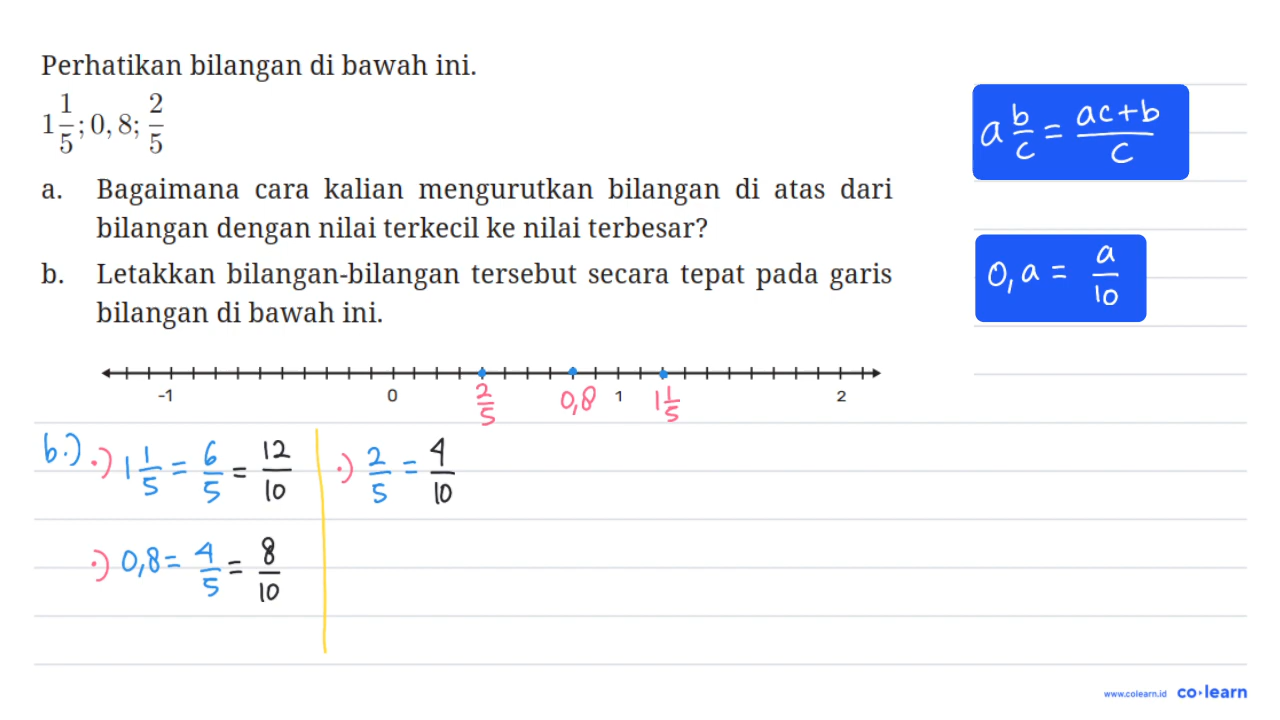 Perhatikan bilangan di bawah ini.
1 1/5; 0, 8; 2/5
a. Bagaimana cara kalian mengurutkan bilangan di atas dari
bilangan dengan nilai terkecil ke nilai terbesar?
b. Letakkan bilangan-bilangan tersebut secara tepat pada garis
bilangan di bawah ini.
a b/c = (ac+b)/c
0,a = a/10
-1 0 2/5 0,8 1 1 1/5 2
b.) .) 1 1/5 = 6/5 = 12/10 .) 2/5 = 4/10
.) 0,8 = 4/5 = 8/10
www.colearn.id co·learn